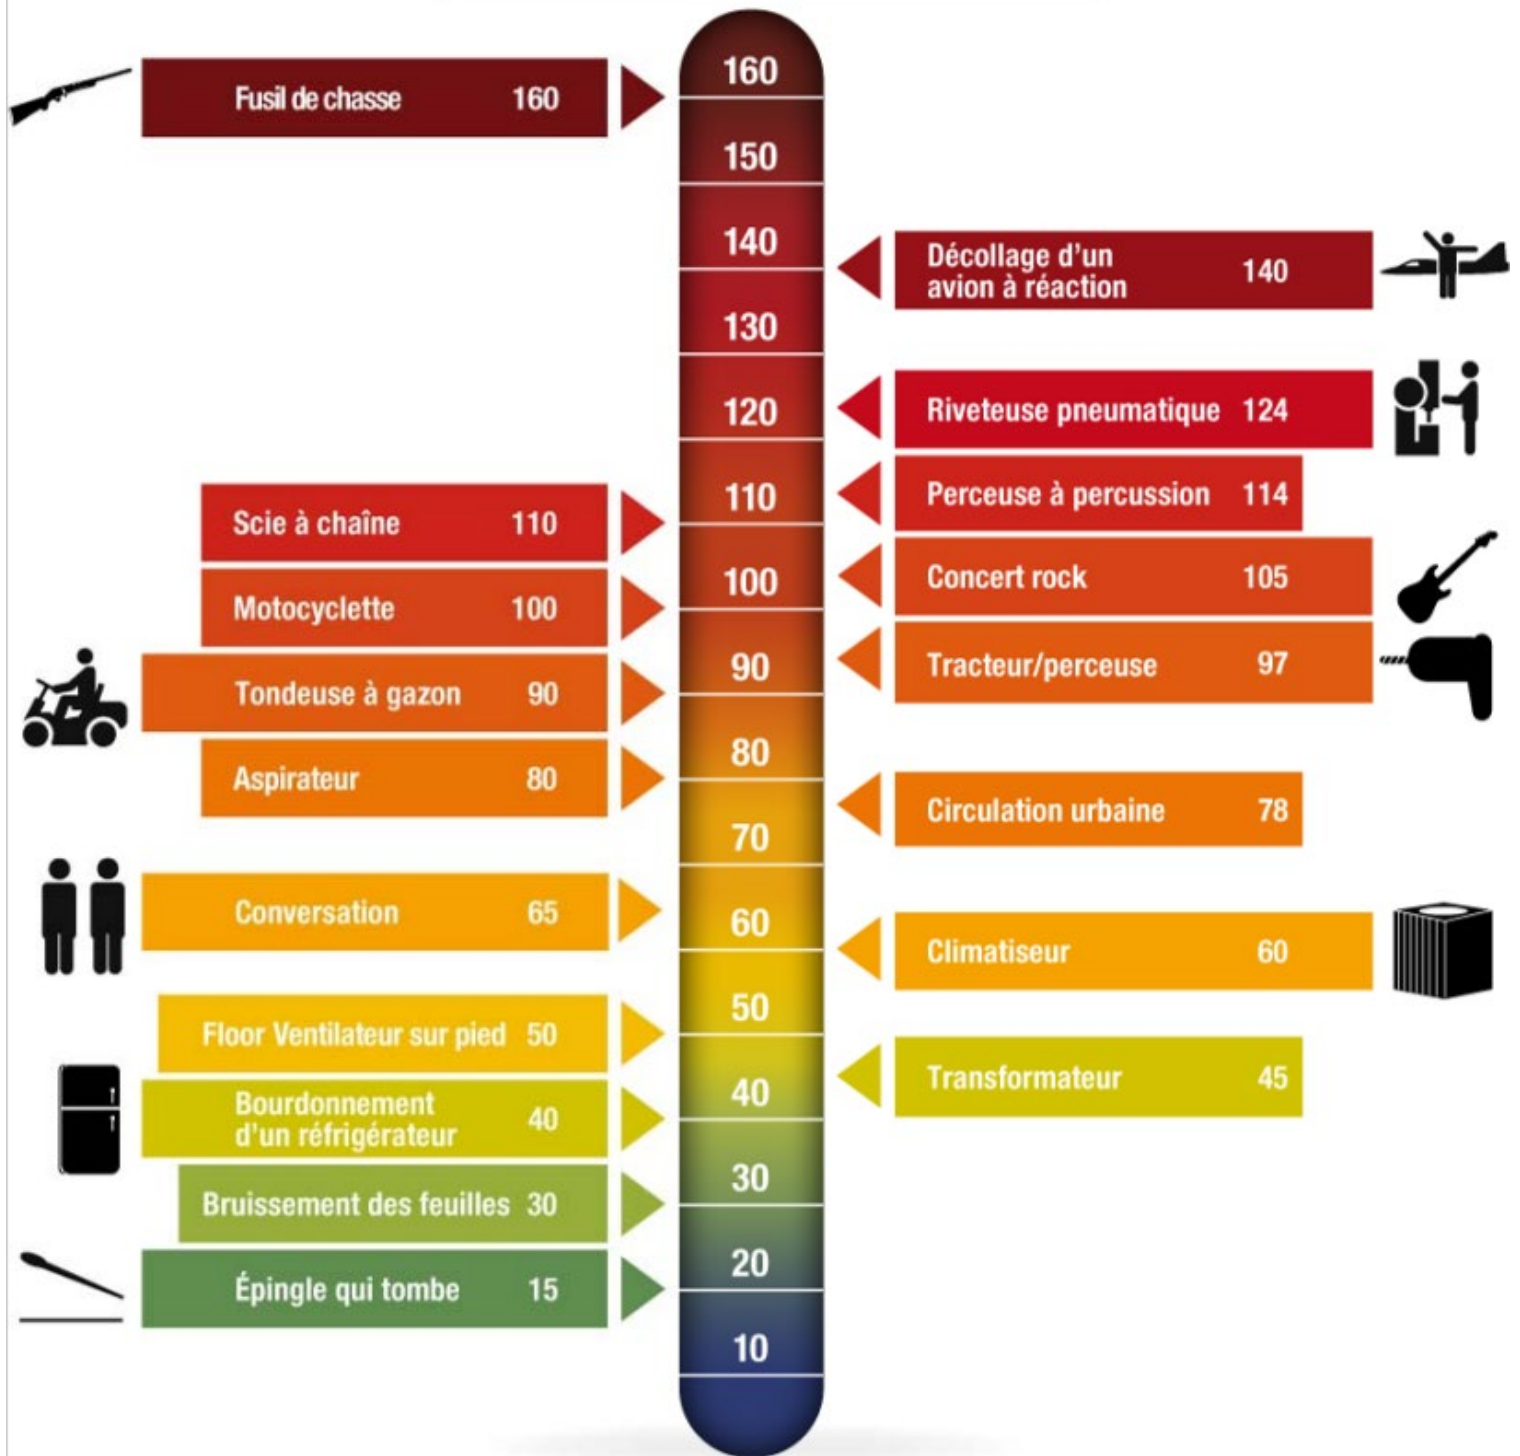 160
Fusil de chasse 160
150
140
Décollage d'un
avion à réaction 140
130
120
Riveteuse pneumatique 124
110
Perceuse à percussion 114
Scie à chaîne 110
100
Concert rock 105
Motocyclette 100
90
Tracteur/perceuse 97
Tondeuse à gazon 90
80
Aspirateur 80
Circulation urbaine 78
70
Conversation 65
60
Climatiseur 60
50
Floor Ventilateur sur pied 50
40
Transformateur 45
Bourdonnement
d'un réfrigérateur 40
30
Bruissement des feuilles 30
20
Épingle qui tombe 15
10